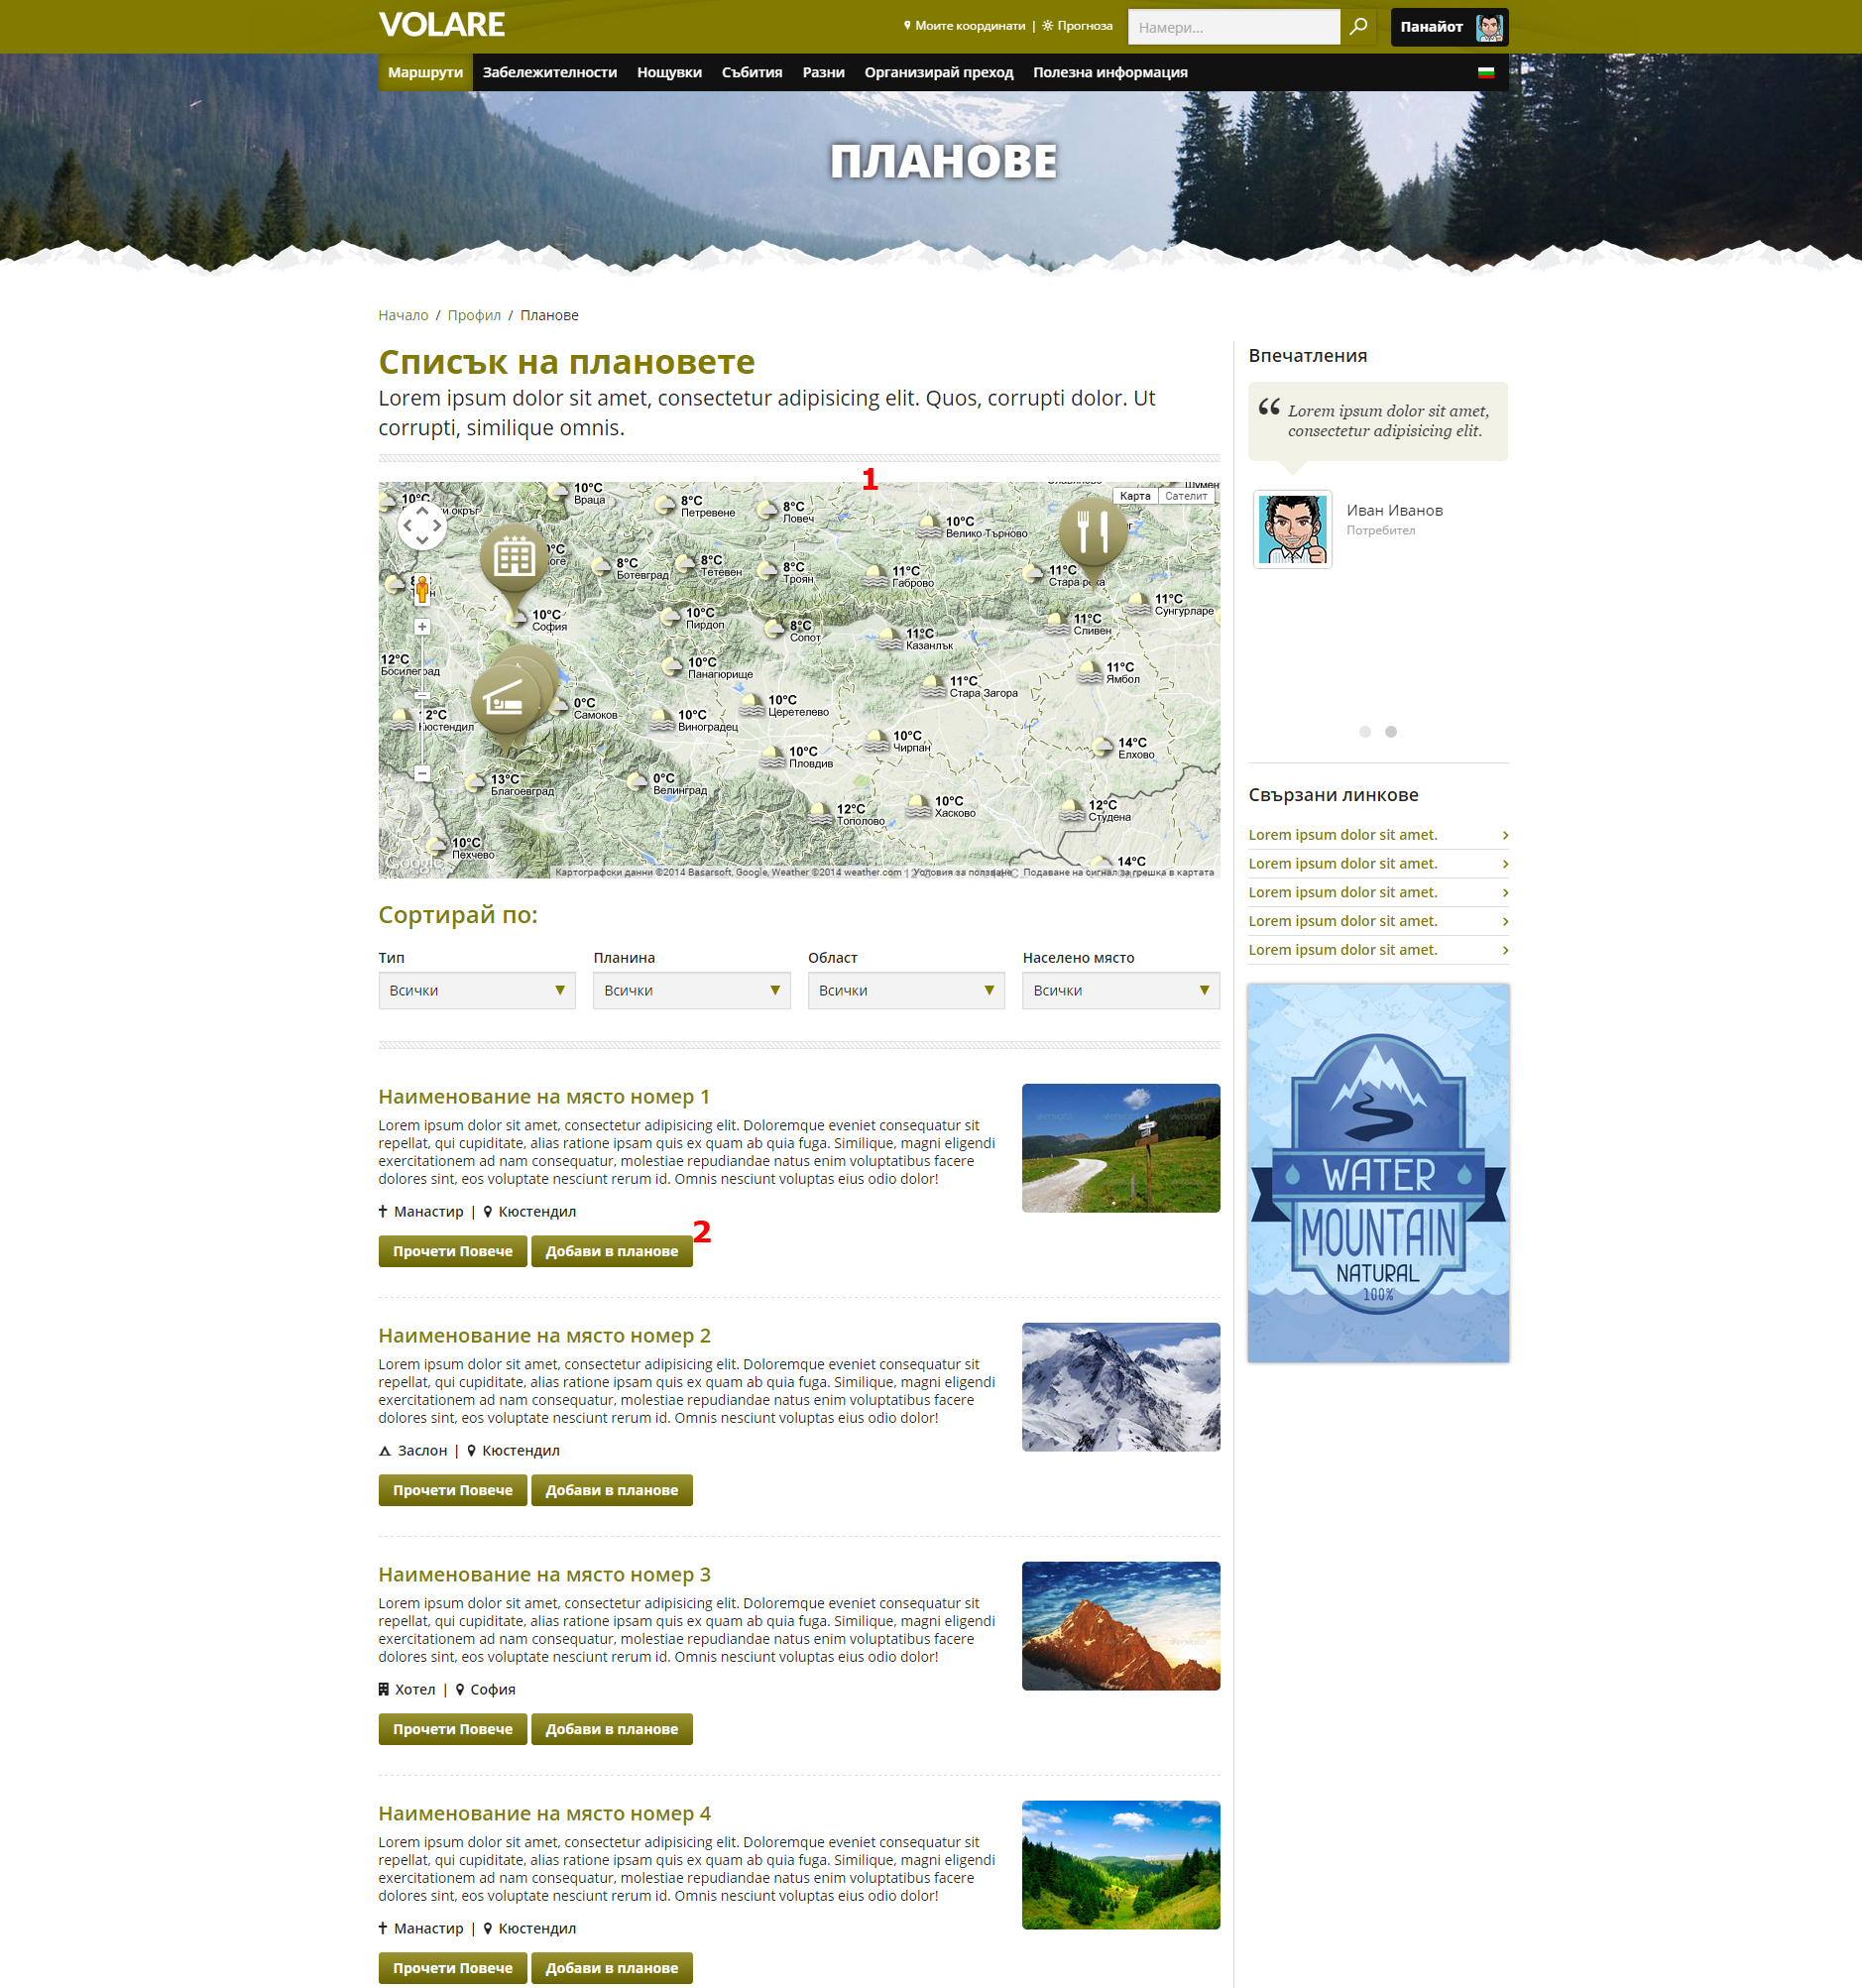 VOLARE
Моите координати | Прогноза
Намери...
Панайот
Маршрути Забележителности Нощувки Събития Разни Организирай преход Полезна информация
ПЛАНОВЕ
Начало / Профил / Планове
Списък на плановете
Lorem ipsum dolor sit amet, consectetur adipisicing elit. Quos, corrupti dolor. Ut
corrupti, similique omnis.
1
Карта Сателит
10°C
Враца
8°C
Петревене
8°C
Ловеч
10°C
Велико Търново
8°C
Ботевград
8°C
Тетевен
8°C
Троян
11°C
Габрово
11°C
Стара река
11°C
Сунгурларе
10°C
София
10°C
Пирдоп
8°C
Сопот
11°C
Казанлък
11°C
Сливен
12°C
Босилеград
10°C
Панагюрище
11°C
Стара Загора
11°C
Ямбол
2°C
Кюстендил
0°C
Самоков
10°C
Виноградец
10°C
Церетелево
10°C
Чирпан
14°C
Елхово
10°C
Пловдив
13°C
Благоевград
0°C
Велинград
12°C
Тополово
10°C
Хасково
12°C
Студена
10°C
Пехчево
14°C
Google
Картографски данни ©2014 Basarsoft, Google, Weather ©2014 weather.com Условия за ползване Подаване на сигнал за грешка в картата
Сортирай по:
Тип Планина Област Населено място
Всички Всички Всички Всички
Наименование на място номер 1
Lorem ipsum dolor sit amet, consectetur adipisicing elit. Doloremque eveniet consequatur sit
repellat, qui cupiditate, alias ratione ipsam quis ex quam ab quia fuga. Similique, magni eligendi
exercitationem ad nam consequatur, molestiae repudiandae natus enim voluptatibus facere
dolores sint, eos voluptate nesciunt rerum id. Omnis nesciunt voluptas eius odio dolor!
Манастир | Кюстендил
2
Прочети Повече Добави в планове
Наименование на място номер 2
Lorem ipsum dolor sit amet, consectetur adipisicing elit. Doloremque eveniet consequatur sit
repellat, qui cupiditate, alias ratione ipsam quis ex quam ab quia fuga. Similique, magni eligendi
exercitationem ad nam consequatur, molestiae repudiandae natus enim voluptatibus facere
dolores sint, eos voluptate nesciunt rerum id. Omnis nesciunt voluptas eius odio dolor!
Заслон | Кюстендил
Прочети Повече Добави в планове
Наименование на място номер 3
Lorem ipsum dolor sit amet, consectetur adipisicing elit. Doloremque eveniet consequatur sit
repellat, qui cupiditate, alias ratione ipsam quis ex quam ab quia fuga. Similique, magni eligendi
exercitationem ad nam consequatur, molestiae repudiandae natus enim voluptatibus facere
dolores sint, eos voluptate nesciunt rerum id. Omnis nesciunt voluptas eius odio dolor!
Хотел | София
Прочети Повече Добави в планове
Наименование на място номер 4
Lorem ipsum dolor sit amet, consectetur adipisicing elit. Doloremque eveniet consequatur sit
repellat, qui cupiditate, alias ratione ipsam quis ex quam ab quia fuga. Similique, magni eligendi
exercitationem ad nam consequatur, molestiae repudiandae natus enim voluptatibus facere
dolores sint, eos voluptate nesciunt rerum id. Omnis nesciunt voluptas eius odio dolor!
Манастир | Кюстендил
Прочети Повече Добави в планове
Впечатления
“ Lorem ipsum dolor sit amet,
consectetur adipisicing elit.
Иван Иванов
Потребител
Свързани линкове
Lorem ipsum dolor sit amet.
Lorem ipsum dolor sit amet.
Lorem ipsum dolor sit amet.
Lorem ipsum dolor sit amet.
Lorem ipsum dolor sit amet.
WATER
MOUNTAIN
NATURAL
100%